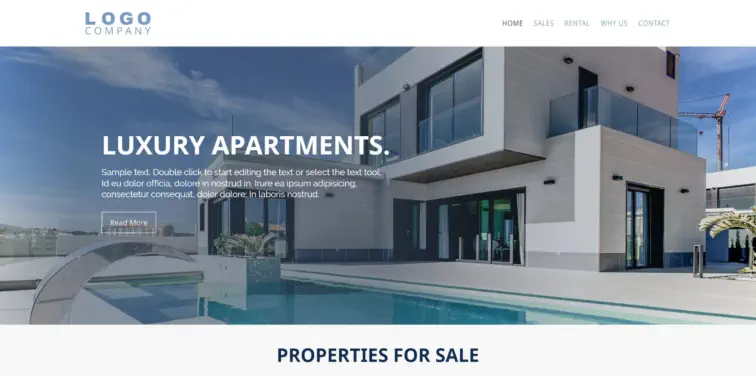 LOGO
COMPANY
HOME SALES RENTAL WHY US CONTACT
LUXURY APARTMENTS.
Sample text. Double click to start editing the text or select the text tool.
Id eu dolor officia, dolore in nostrud in. Irure ea ipsum adipisicing,
consectetur consequat, dolor dolore. In laboris nostrud.
Read More
PROPERTIES FOR SALE